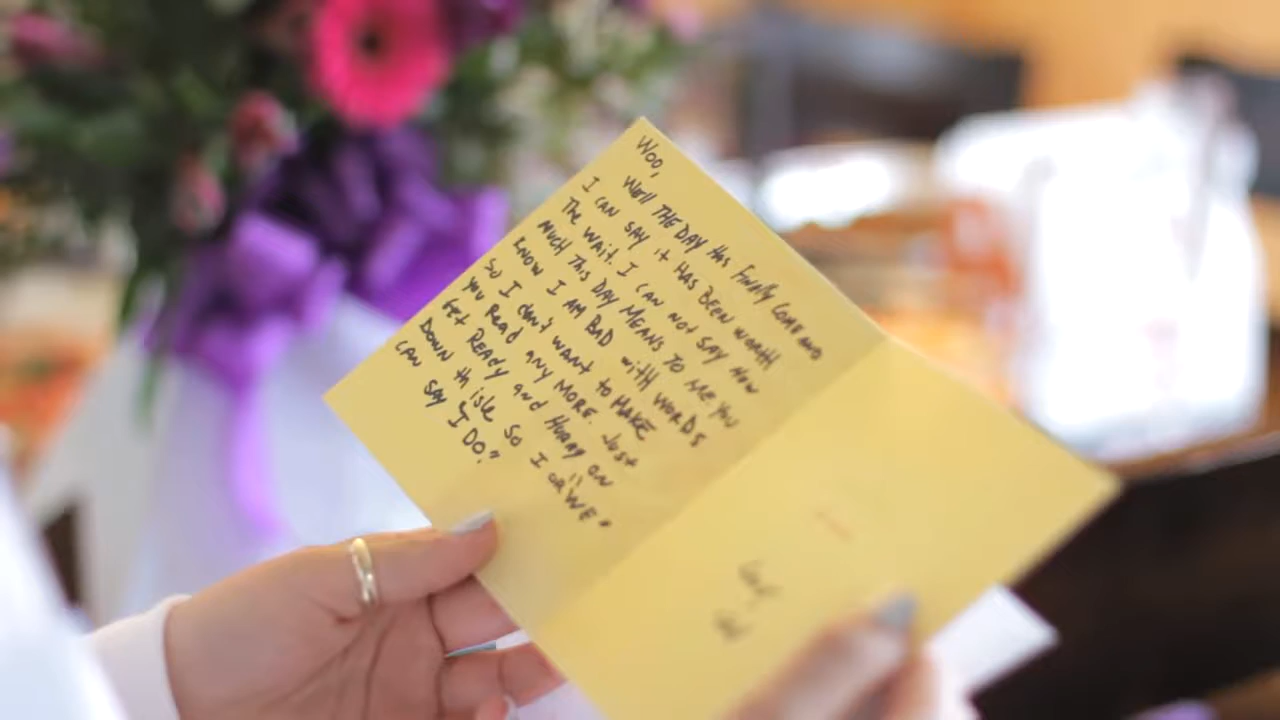 Woo,
Well THE DAY HAS Finally COME AND
I CAN SAY it HAS BEEN WORTH
THE WAIT. I CAN NOT SAY HOW
MUCH THIS DAY MEANS TO ME YOU
KNOW I AM BAD WITH WORDS
SO I don't WANT to MAKE
YOU READ ANY MORE. JUST
GET READY and HURRY ON
DOWN th isle SO I OR "WE"
CAN SAY "I DO."